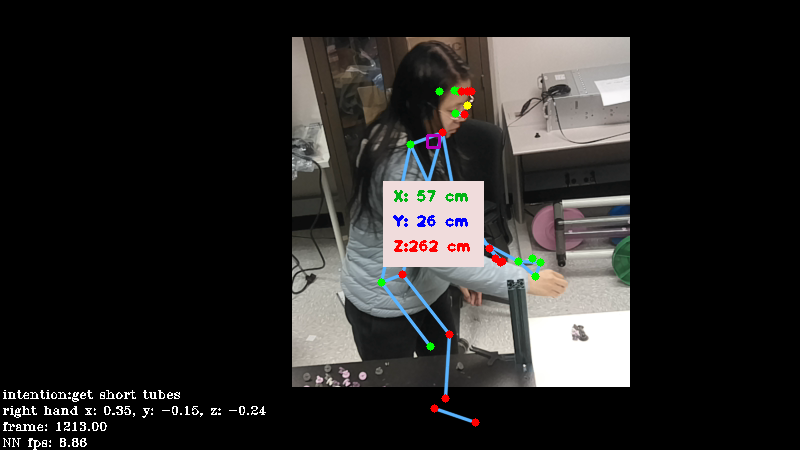 X: 57 cm
Y: 26 cm
Z:262 cm
intention:get short tubes
right hand x: 0.35, y: -0.15, z: -0.24
frame: 1213.00
NN fps: 8.86